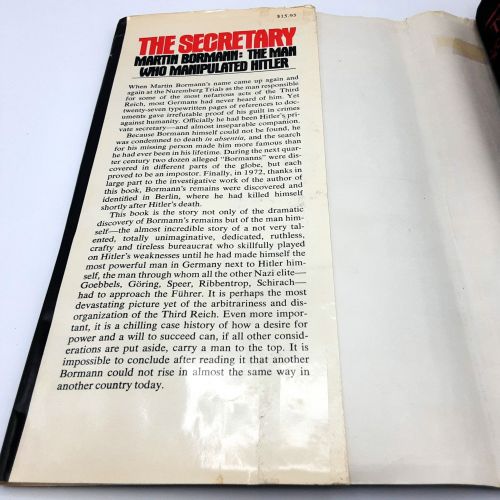 $15.95
THE SECRETARY
MARTIN BORMANN: THE MAN
WHO MANIPULATED HITLER
When Martin Bormann's name came up again and
again at the Nuremberg Trials as the man responsible
for some of the most nefarious acts of the Third
Reich, most Germans had never heard of him. Yet
twenty-seven typewritten pages of references to doc-
uments gave irrefutable proof of his guilt in crimes
against humanity. Officially he had been Hitler's pri-
vate secretary—and almost inseparable companion.
Because Bormann himself could not be found, he
was condemned to death in absentia, and the search
for his missing person made him more famous than
he had ever been in his lifetime. During the next quar-
ter century two dozen alleged "Bormanns" were dis-
covered in different parts of the globe, but each
proved to be an impostor. Finally, in 1972, thanks in
large part to the investigative work of the author of
this book, Bormann's remains were discovered and
identified in Berlin, where he had killed himself
shortly after Hitler's death.
This book is the story not only of the dramatic
discovery of Bormann's remains but of the man him-
self—the almost incredible story of a not very tal-
ented, totally unimaginative, dedicated, ruthless,
crafty and tireless bureaucrat who skillfully played
on Hitler's weaknesses until he had made himself the
most powerful man in Germany next to Hitler him-
self, the man through whom all the other Nazi elite—
Goebbels, Göring, Speer, Ribbentrop, Schirach—
had to approach the Führer. It is perhaps the most
devastating picture yet of the arbitrariness and dis-
organization of the Third Reich. Even more impor-
tant, it is a chilling case history of how a desire for
power and a will to succeed can, if all other consid-
erations are put aside, carry a man to the top. It is
impossible to conclude after reading it that another
Bormann could not rise in almost the same way in
another country today.